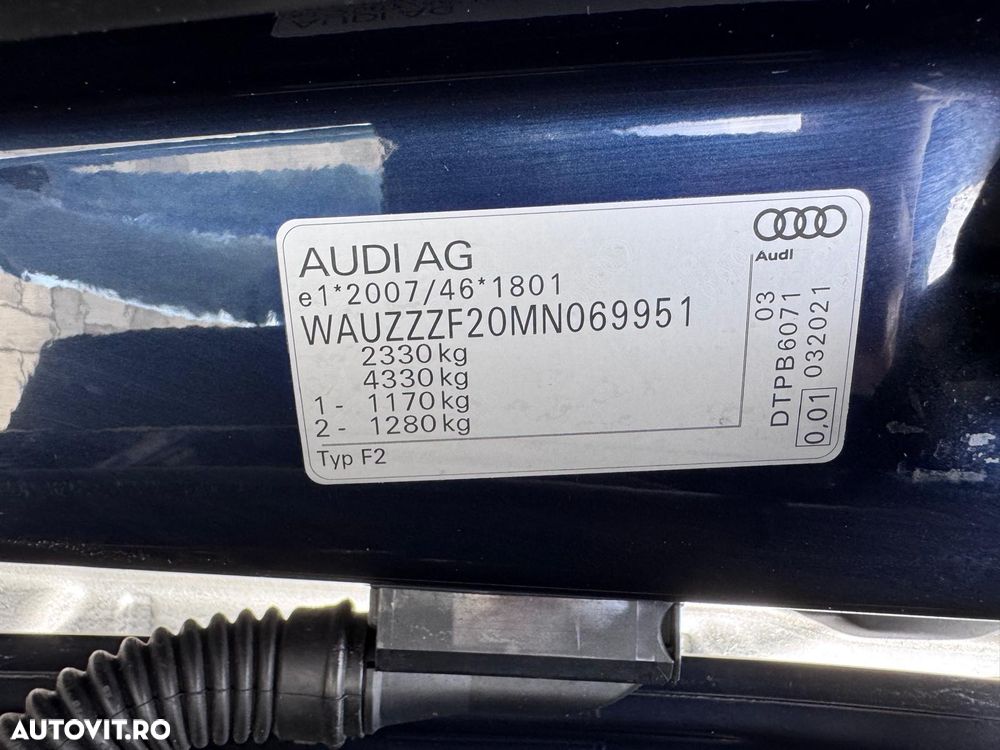 AUDI AG
e1*2007/46*1801
WAUZZZF20MN069951
2330 kg
4330 kg
1 - 1170 kg
2 - 1280 kg
Typ F2
Audi
03
DTPB6071
0,01 032021
AUTOVIT.RO